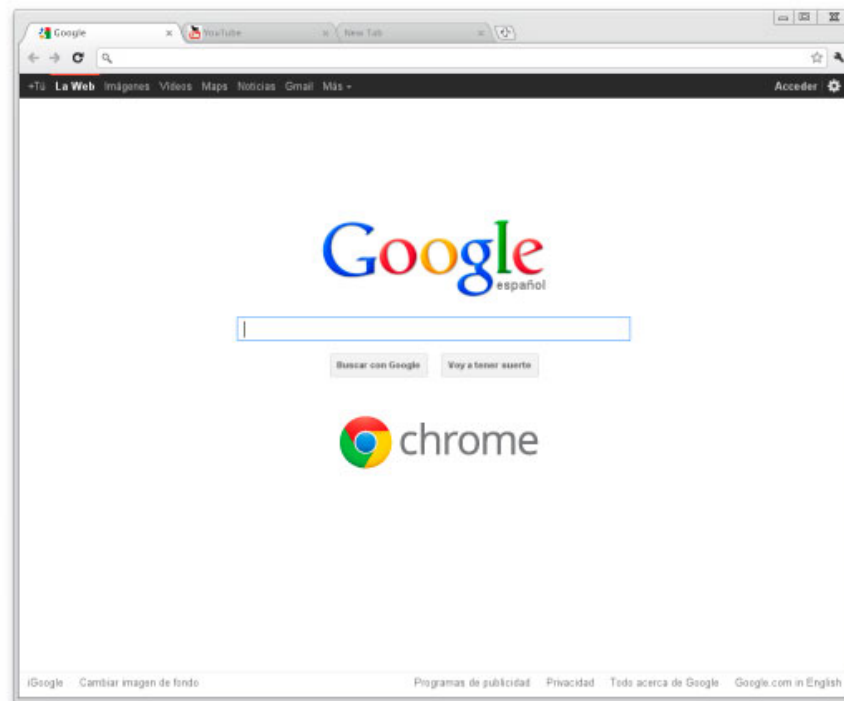 Google YouTube New Tab
+Tú La Web Imágenes Vídeos Maps Noticias Gmail Más Acceder
Google
español
Buscar con Google Voy a tener suerte
chrome
iGoogle Cambiar imagen de fondo Programas de publicidad Privacidad Todo acerca de Google Google.com in English